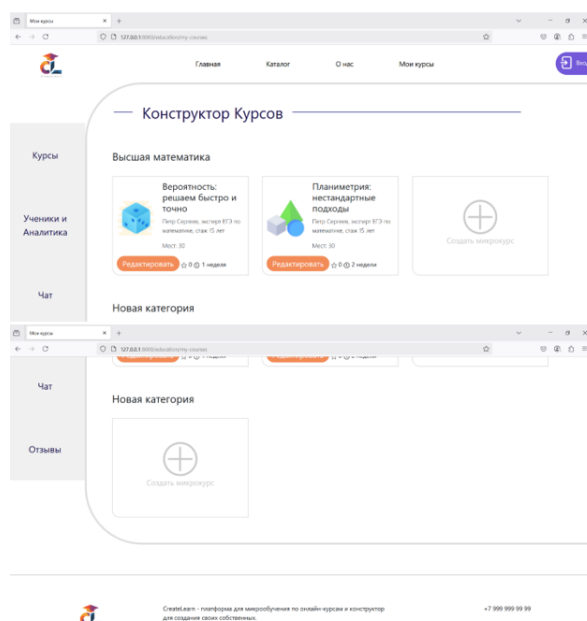 Мои курсы
127.0.0.1:8000/education/my-courses
Главная
Каталог
О нас
Мои курсы
Вход
Конструктор Курсов
Курсы
Ученики и
Аналитика
Чат
Высшая математика
Вероятность:
решаем быстро и
точно
Петр Сергеев, эксперт ЕГЭ по
математике, стаж 15 лет
Мест: 30
Редактировать
0
1 неделя
Планиметрия:
нестандартные
подходы
Петр Сергеев, эксперт ЕГЭ по
математике, стаж 15 лет
Мест: 30
Редактировать
0
2 недели
Создать микрокурс
Новая категория
Мои курсы
127.0.0.1:8000/education/my-courses
Чат
Отзывы
Новая категория
Создать микрокурс
CreateLearn - платформа для микрообучения по онлайн-курсам и конструктор
для создания своих собственных.
+7 999 999 99 99